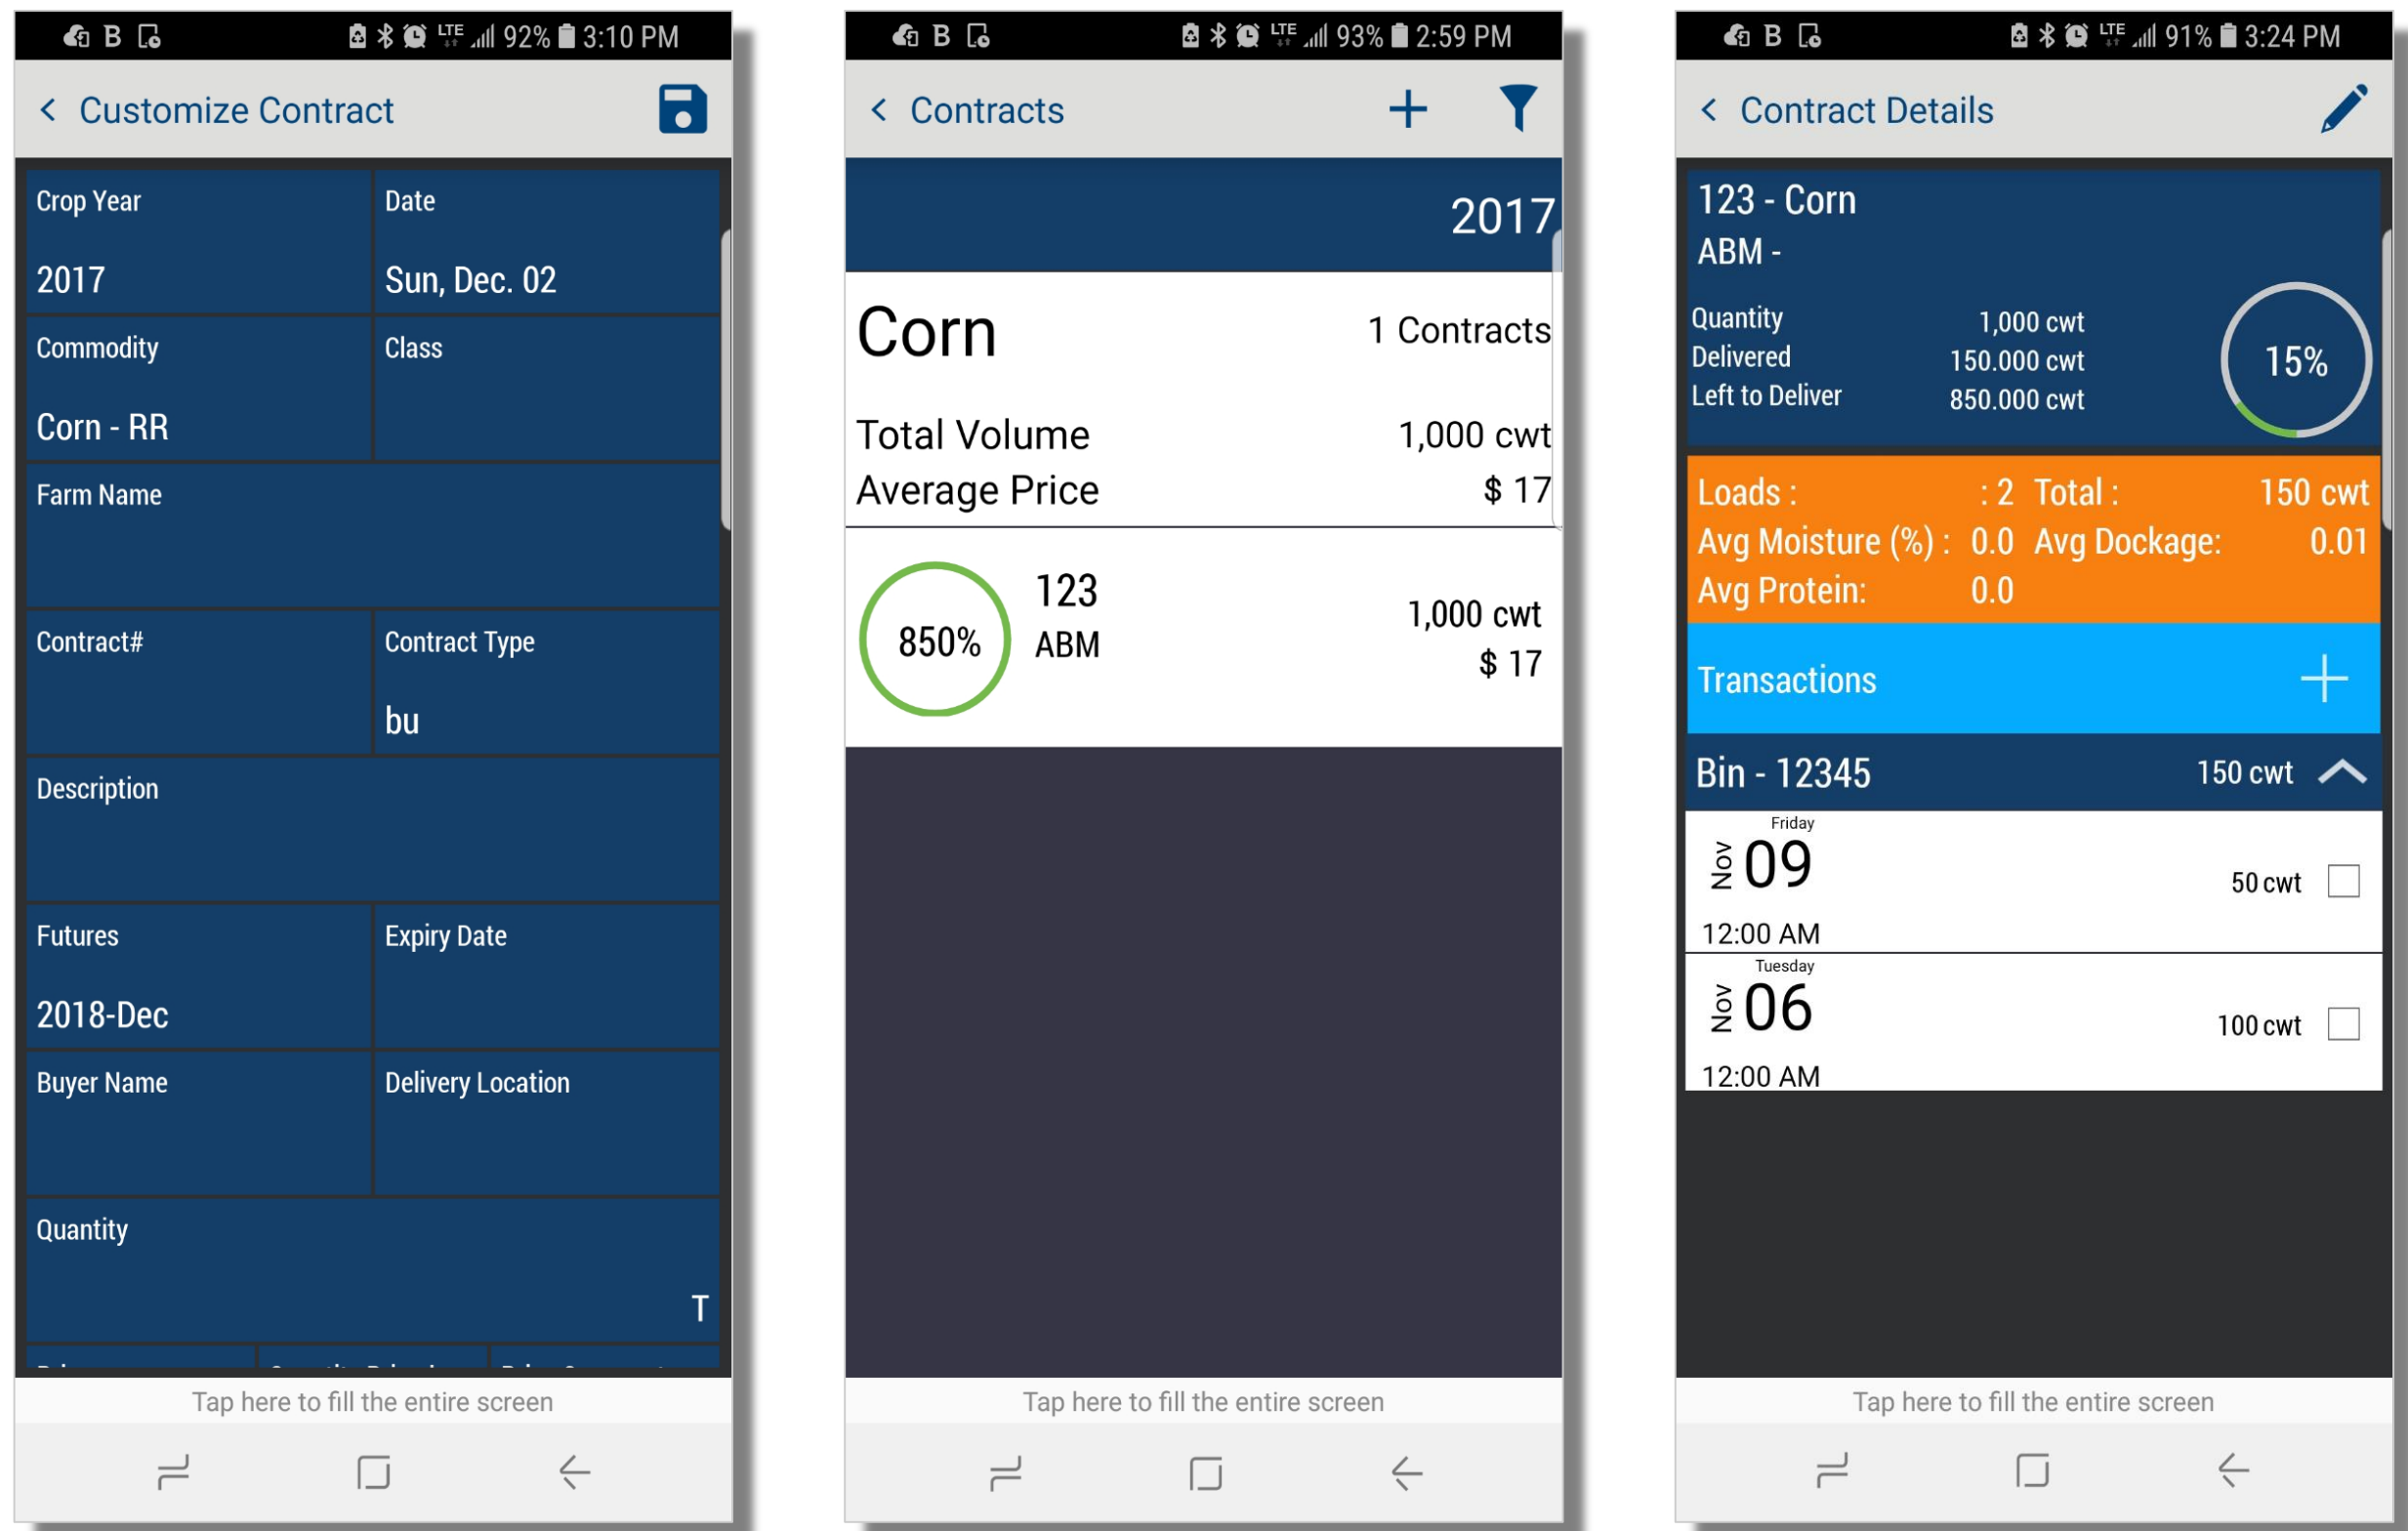 B LTE 92% 3:10 PM
Customize Contract
Crop Year Date
2017 Sun, Dec. 02
Commodity Class
Corn - RR
Farm Name
Contract# Contract Type
bu
Description
Futures Expiry Date
2018-Dec
Buyer Name Delivery Location
Quantity
T
Tap here to fill the entire screen
B LTE 93% 2:59 PM
Contracts
2017
Corn 1 Contracts
Total Volume 1,000 cwt
Average Price $ 17
850% 123 1,000 cwt
ABM $ 17
Tap here to fill the entire screen
B LTE 91% 3:24 PM
Contract Details
123 - Corn
ABM -
Quantity 1,000 cwt
Delivered 150.000 cwt
Left to Deliver 850.000 cwt
15%
Loads : : 2 Total : 150 cwt
Avg Moisture (%) : 0.0 Avg Dockage: 0.01
Avg Protein: 0.0
Transactions
Bin - 12345 150 cwt
Friday
Nov 09 50 cwt
12:00 AM
Tuesday
Nov 06 100 cwt
12:00 AM
Tap here to fill the entire screen